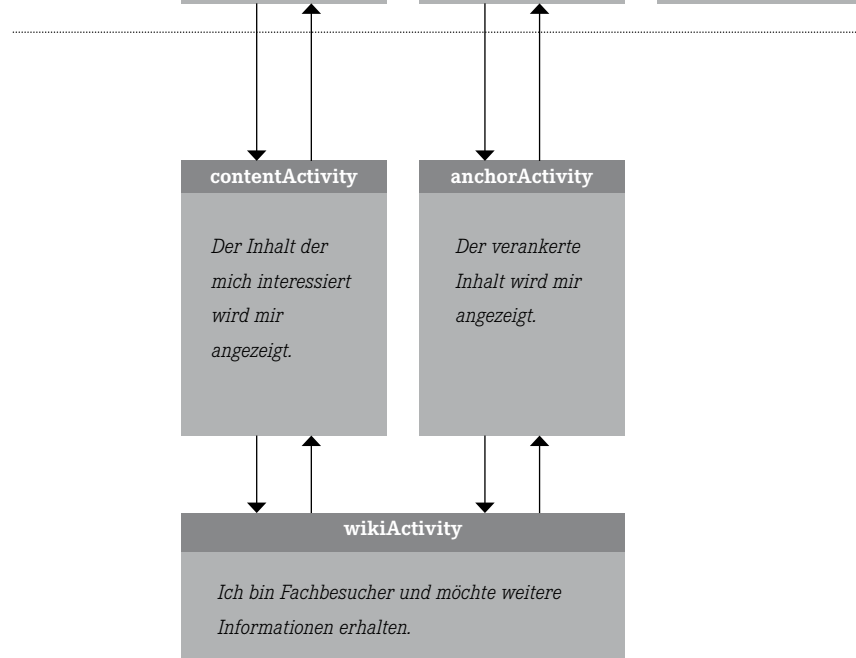 contentActivity
Der Inhalt der
mich interessiert
wird mir
angezeigt.
anchorActivity
Der verankerte
Inhalt wird mir
angezeigt.
wikiActivity
Ich bin Fachbesucher und möchte weitere
Informationen erhalten.